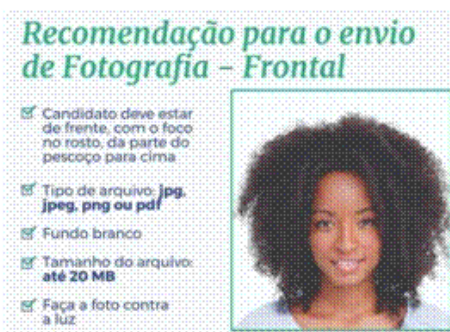 Recomendação para o envio
de Fotografia – Frontal
Candidato deve estar
de frente, com o foco
no rosto, da parte do
pescoço para cima
Tipo de arquivo: jpg,
jpeg, png ou pdf
Fundo branco
Tamanho do arquivo:
até 20 MB
Faça a foto contra
a luz